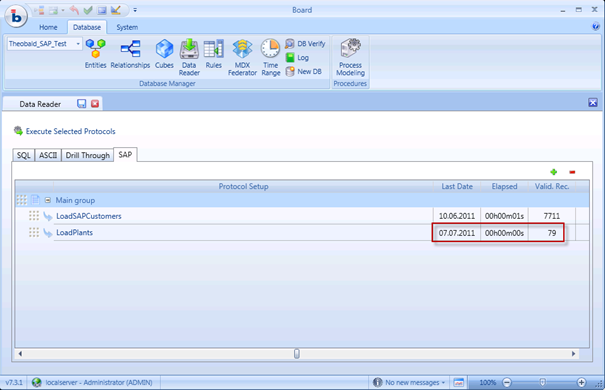 Board
Home Database System
Theobald_SAP_Test
Entities Relationships Cubes Data Reader Rules MDX Federator Time Range DB Verify Log New DB Process Modeling
Database Manager Procedures
Data Reader
Execute Selected Protocols
SQL ASCII Drill Through SAP
Protocol Setup Last Date Elapsed Valid. Rec.
Main group
LoadSAPCustomers 10.06.2011 00h00m01s 7711
LoadPlants 07.07.2011 00h00m00s 79
v7.3.1 localserver - Administrator (ADMIN) No new messages 100%